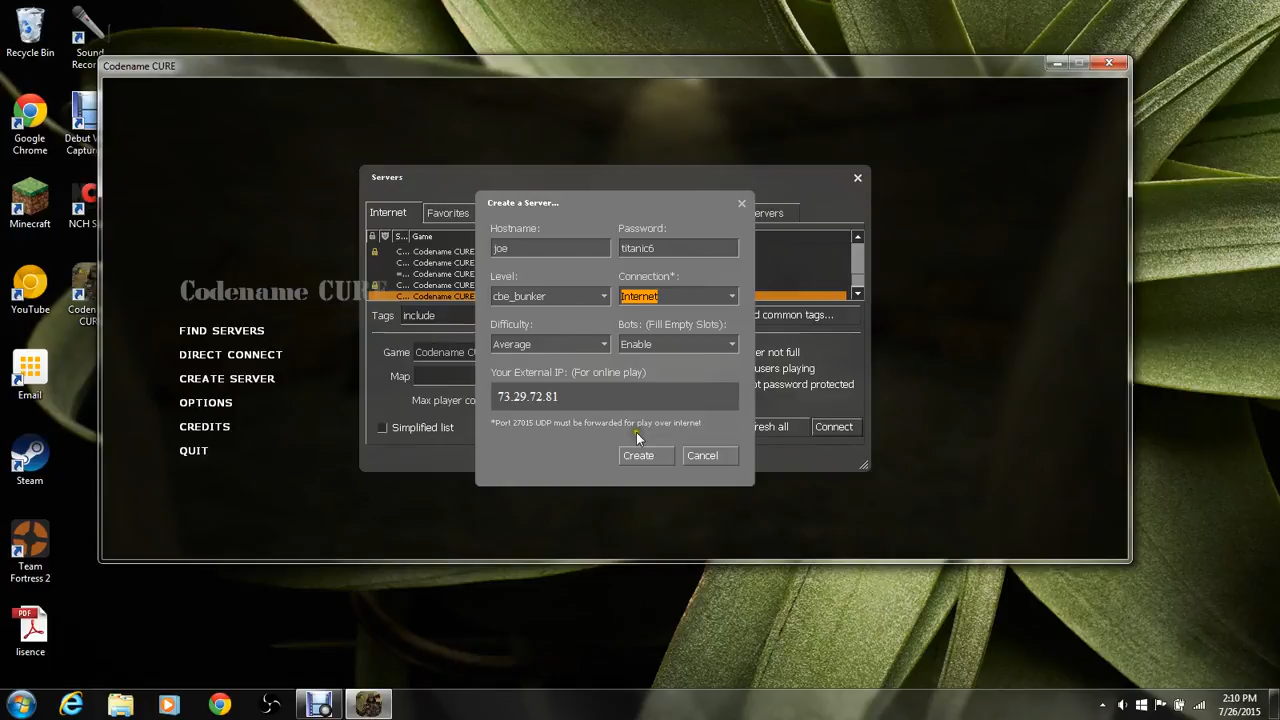 Recycle Bin
Sound
Recor...
Google
Chrome
Debut V...
Captur...
Minecraft
NCH S...
YouTube
Coden...
CUR...
Email
Steam
Team
Fortress 2
PDF
lisence
Codename CURE
Codename CURE
FIND SERVERS
DIRECT CONNECT
CREATE SERVER
OPTIONS
CREDITS
QUIT
Servers
Internet
Favorites
S... Game
C... Codename CURE
C... Codename CURE
Codename CURE
C... Codename CURE
C... Codename CURE
Tags include
d common tags...
Game Codename CU
Map
Max player co
Simplified list
er not full
users playing
ot password protected
resh all
Connect
Create a Server...
Hostname: Password:
joe titanic6
Level: Connection*:
cbe_bunker Internet
Difficulty: Bots: (Fill Empty Slots):
Average Enable
Your External IP: (For online play)
73.29.72.81
*Port 27015 UDP must be forwarded for play over internet
Create Cancel
2:10 PM
7/26/2015